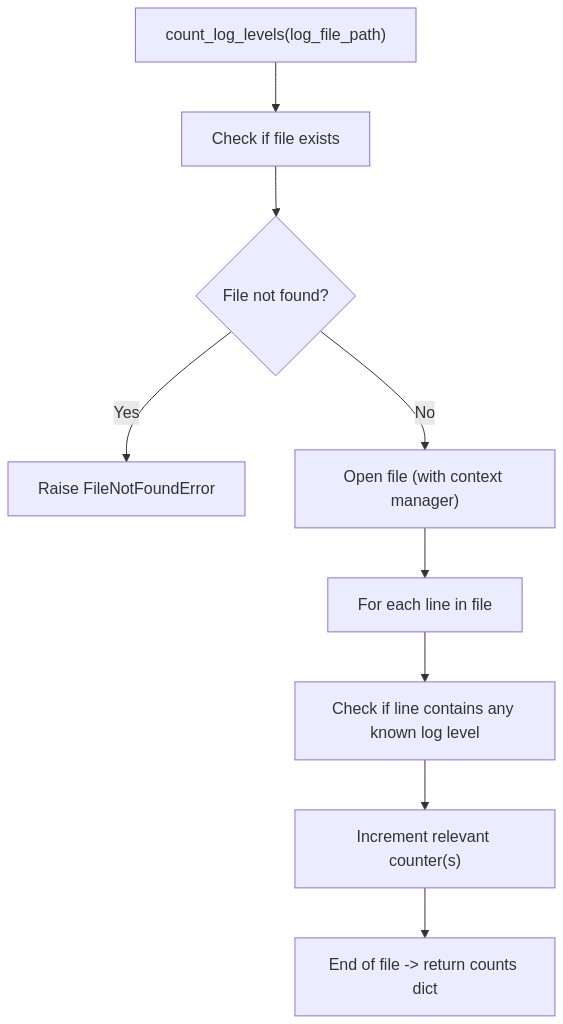 count_log_levels(log_file_path)
Check if file exists
File not found?
Yes
No
Raise FileNotFoundError
Open file (with context
manager)
For each line in file
Check if line contains any
known log level
Increment relevant
counter(s)
End of file -> return counts
dict